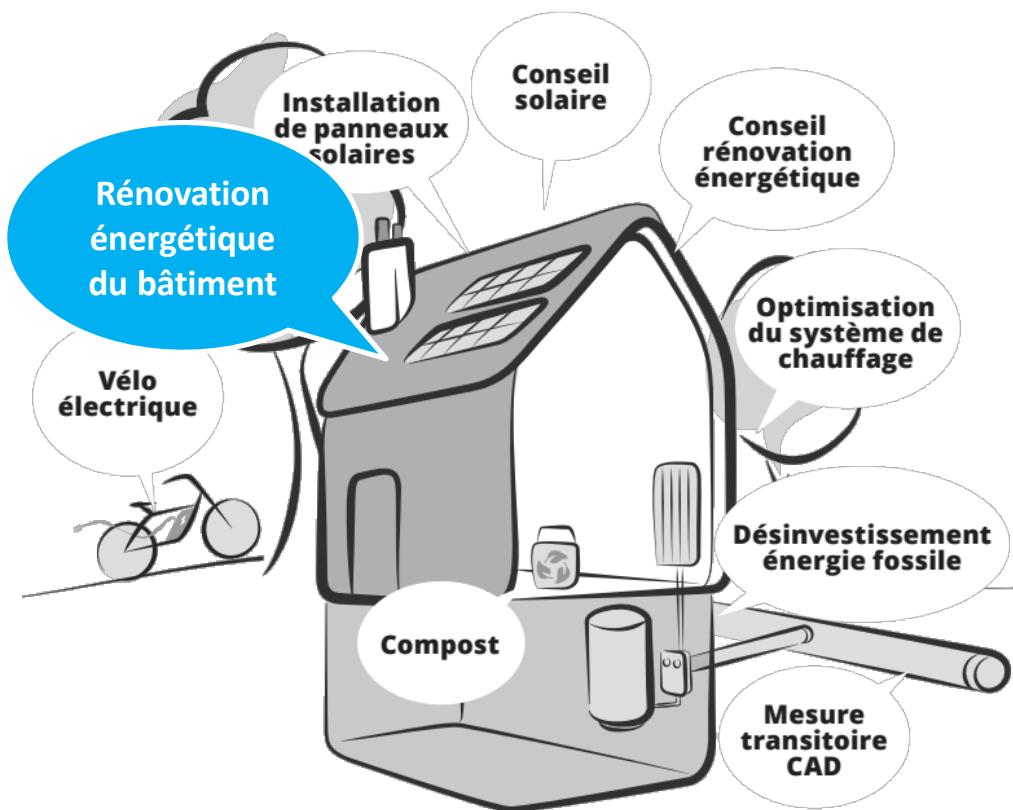 Conseil
solaire
Installation
de panneaux
solaires
Conseil
rénovation
énergétique
Rénovation
énergétique
du bâtiment
Optimisation
du système de
chauffage
Vélo
électrique
Désinvestissement
énergie fossile
Compost
Mesure
transitoire
CAD